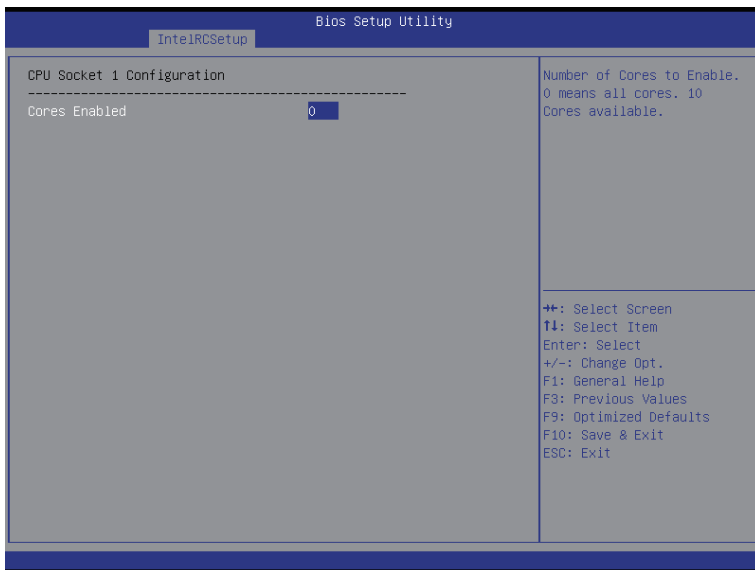 Bios Setup Utility
IntelRCSetup
CPU Socket 1 Configuration
--------------------------------------------------
Cores Enabled 0
Number of Cores to Enable.
0 means all cores. 10
Cores available.
→←: Select Screen
↑↓: Select Item
Enter: Select
+/-: Change Opt.
F1: General Help
F3: Previous Values
F9: Optimized Defaults
F10: Save & Exit
ESC: Exit